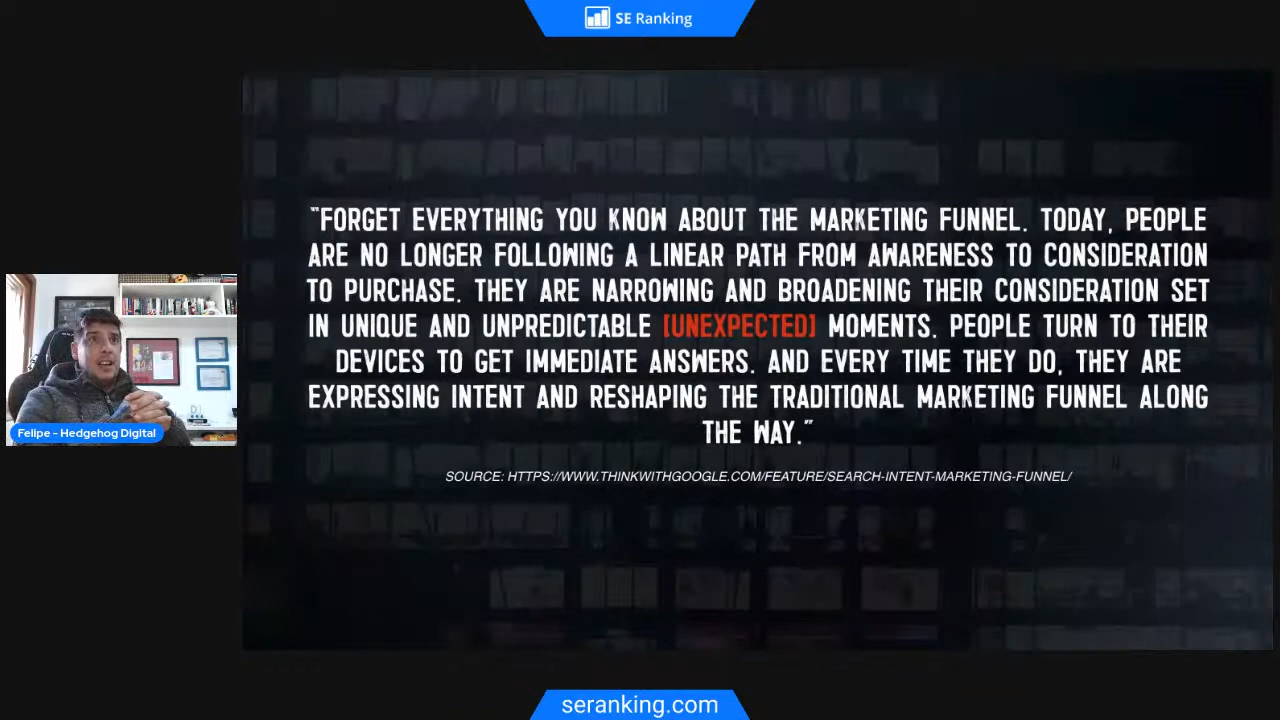 SE Ranking
"FORGET EVERYTHING YOU KNOW ABOUT THE MARKETING FUNNEL. TODAY, PEOPLE
ARE NO LONGER FOLLOWING A LINEAR PATH FROM AWARENESS TO CONSIDERATION
TO PURCHASE. THEY ARE NARROWING AND BROADENING THEIR CONSIDERATION SET
IN UNIQUE AND UNPREDICTABLE [UNEXPECTED] MOMENTS. PEOPLE TURN TO THEIR
DEVICES TO GET IMMEDIATE ANSWERS. AND EVERY TIME THEY DO, THEY ARE
EXPRESSING INTENT AND RESHAPING THE TRADITIONAL MARKETING FUNNEL ALONG
THE WAY."
SOURCE: HTTPS://WWW.THINKWITHGOOGLE.COM/FEATURE/SEARCH-INTENT-MARKETING-FUNNEL/
Felipe - Hedgehog Digital
seranking.com